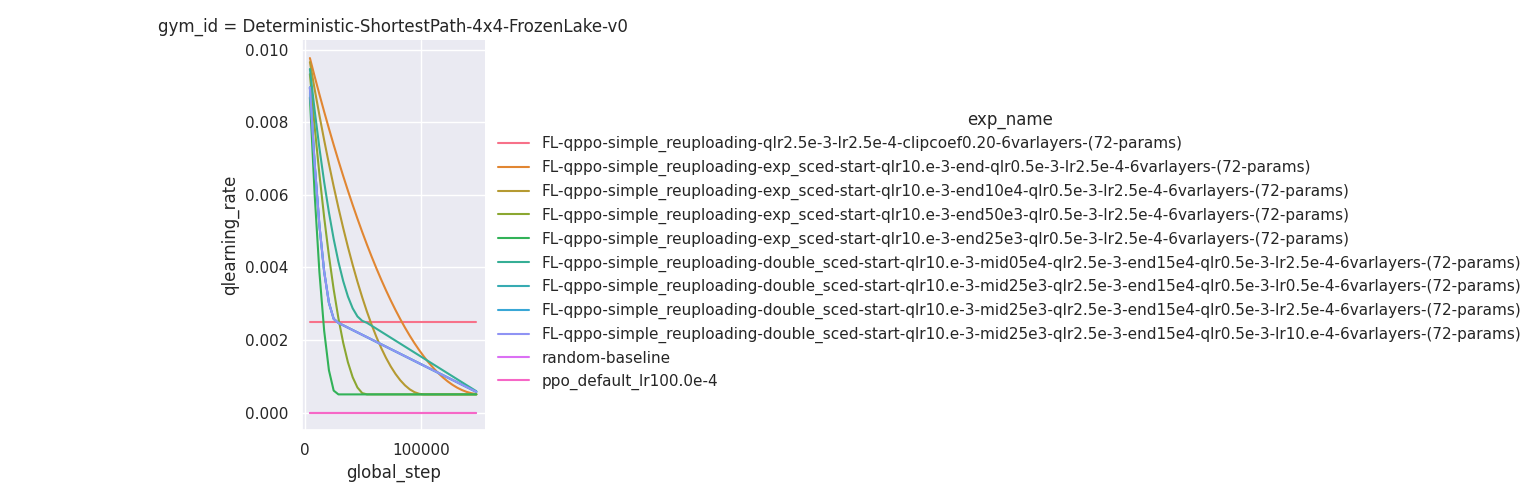 gym_id = Deterministic-ShortestPath-4x4-FrozenLake-v0
0.010
0.008
0.006
0.004
0.002
0.000
qlearning_rate
0
100000
global_step
exp_name
FL-qppo-simple_reuploading-qlr2.5e-3-lr2.5e-4-clipcoef0.20-6varlayers-(72-params)
FL-qppo-simple_reuploading-exp_sced-start-qlr10.e-3-end-qlr0.5e-3-lr2.5e-4-6varlayers-(72-params)
FL-qppo-simple_reuploading-exp_sced-start-qlr10.e-3-end10e4-qlr0.5e-3-lr2.5e-4-6varlayers-(72-params)
FL-qppo-simple_reuploading-exp_sced-start-qlr10.e-3-end50e3-qlr0.5e-3-lr2.5e-4-6varlayers-(72-params)
FL-qppo-simple_reuploading-exp_sced-start-qlr10.e-3-end25e3-qlr0.5e-3-lr2.5e-4-6varlayers-(72-params)
FL-qppo-simple_reuploading-double_sced-start-qlr10.e-3-mid05e4-qlr2.5e-3-end15e4-qlr0.5e-3-lr2.5e-4-6varlayers-(72-params)
FL-qppo-simple_reuploading-double_sced-start-qlr10.e-3-mid25e3-qlr2.5e-3-end15e4-qlr0.5e-3-lr0.5e-4-6varlayers-(72-params)
FL-qppo-simple_reuploading-double_sced-start-qlr10.e-3-mid25e3-qlr2.5e-3-end15e4-qlr0.5e-3-lr2.5e-4-6varlayers-(72-params)
FL-qppo-simple_reuploading-double_sced-start-qlr10.e-3-mid25e3-qlr2.5e-3-end15e4-qlr0.5e-3-lr10.e-4-6varlayers-(72-params)
random-baseline
ppo_default_lr100.0e-4